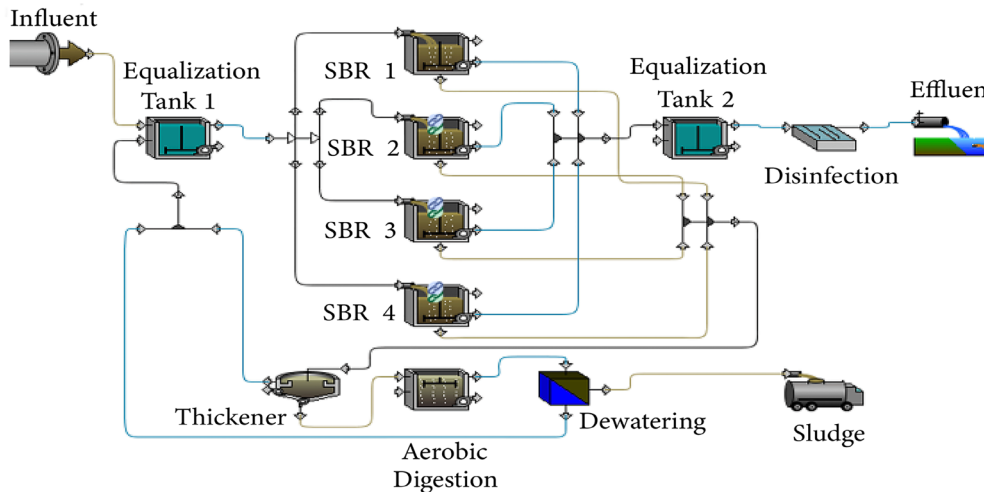 Influent
Equalization
Tank 1
SBR 1
SBR 2
SBR 3
SBR 4
Equalization
Tank 2
Disinfection
Effluen
Thickener
Aerobic
Digestion
Dewatering
Sludge